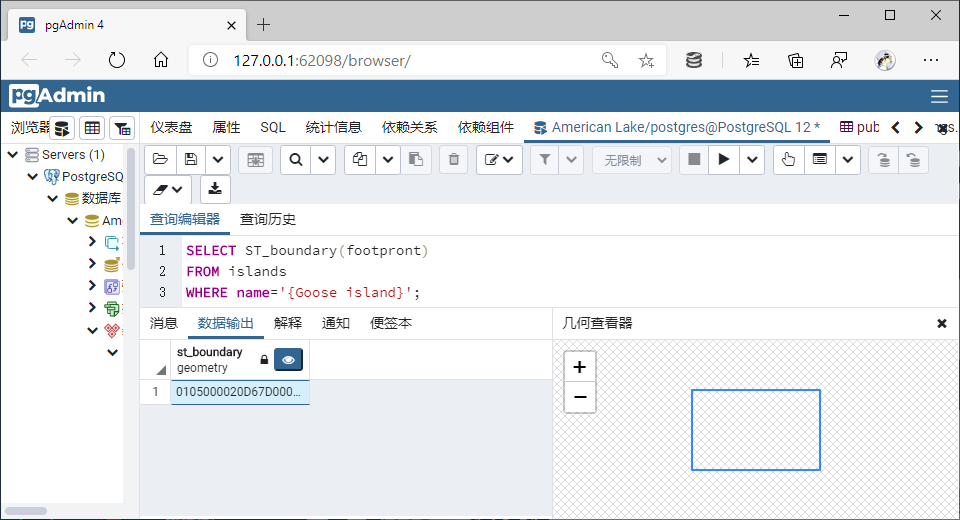 pgAdmin 4
127.0.0.1:62098/browser/
pgAdmin
浏览器
仪表盘 属性 SQL 统计信息 依赖关系 依赖组件 American Lake/postgres@PostgreSQL 12 * pub
Servers (1)
PostgreSQ
无限制
数据库
Ame
查询编辑器 查询历史
1 SELECT ST_boundary(footpront)
2 FROM islands
3 WHERE name='{Goose island}';
消息 数据输出 解释 通知 便签本 几何查看器
st_boundary
geometry
1 0105000020D67D000...
+
−